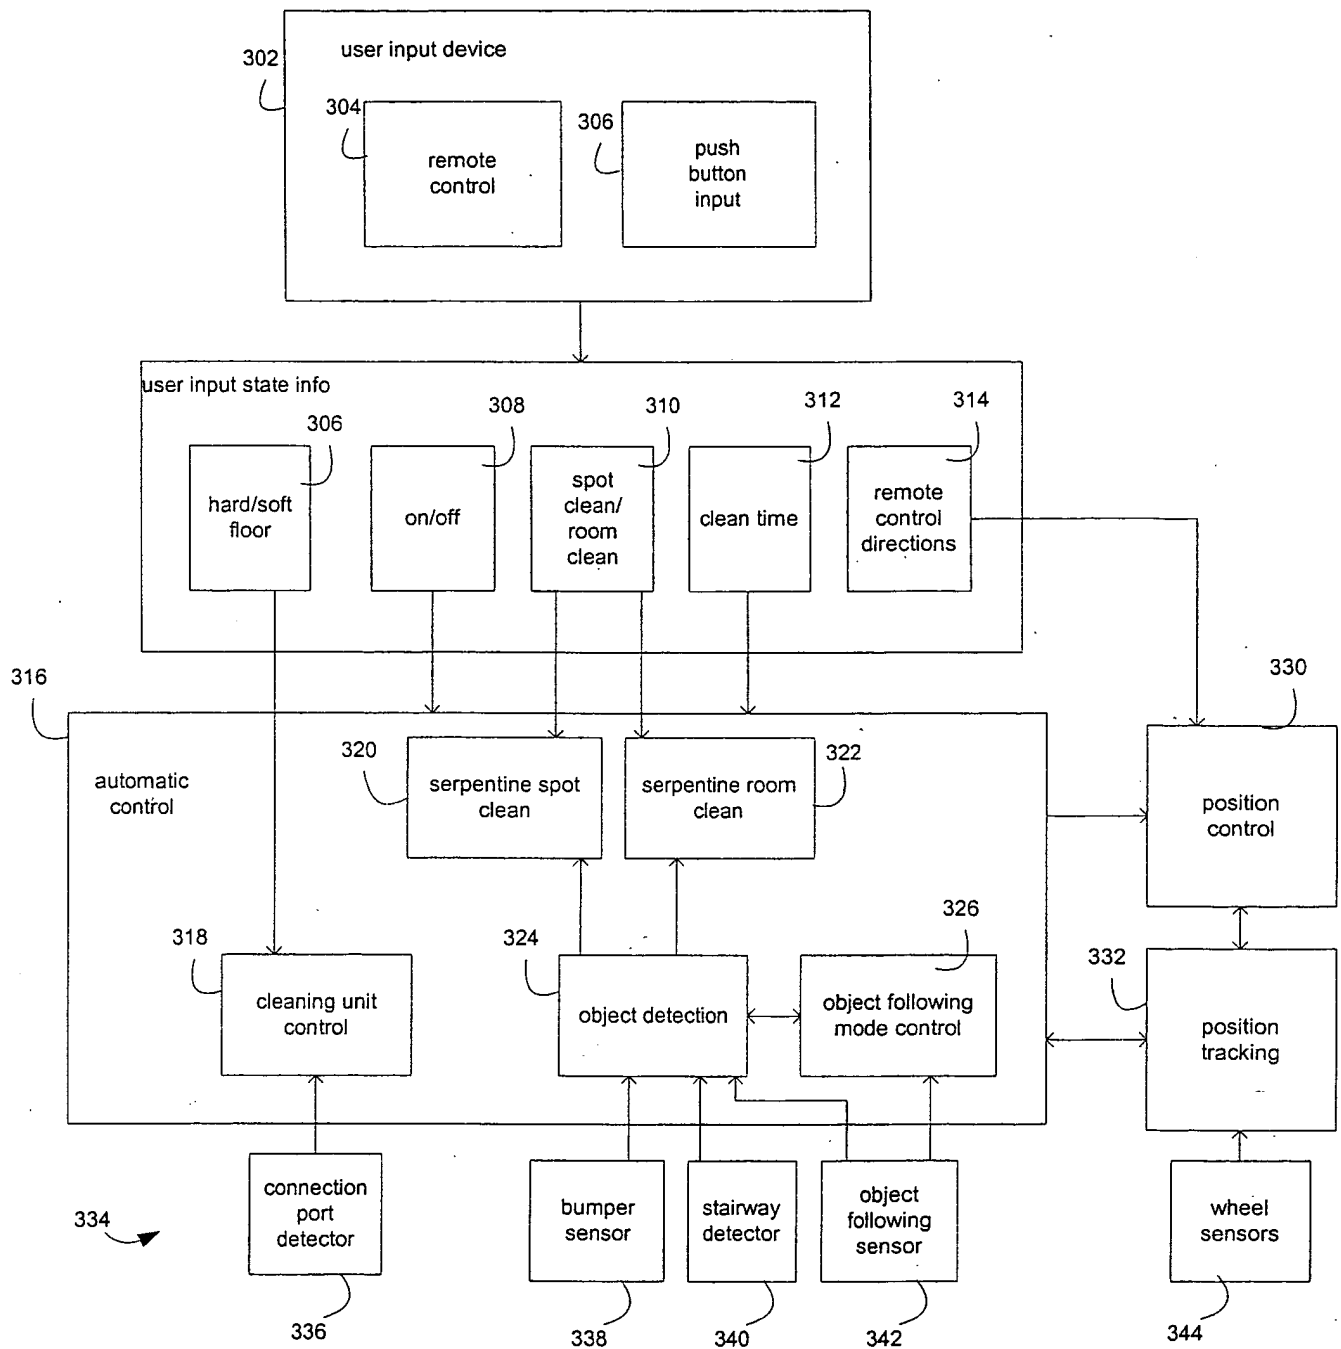 302
user input device
304
remote
control
306
push
button
input
user input state info
306
hard/soft
floor
308
on/off
310
spot
clean/
room
clean
312
clean time
314
remote
control
directions
316
automatic
control
320
serpentine spot
clean
322
serpentine room
clean
330
position
control
318
cleaning unit
control
324
object detection
326
object following
mode control
332
position
tracking
334
connection
port
detector
336
bumper
sensor
338
stairway
detector
340
object
following
sensor
342
wheel
sensors
344